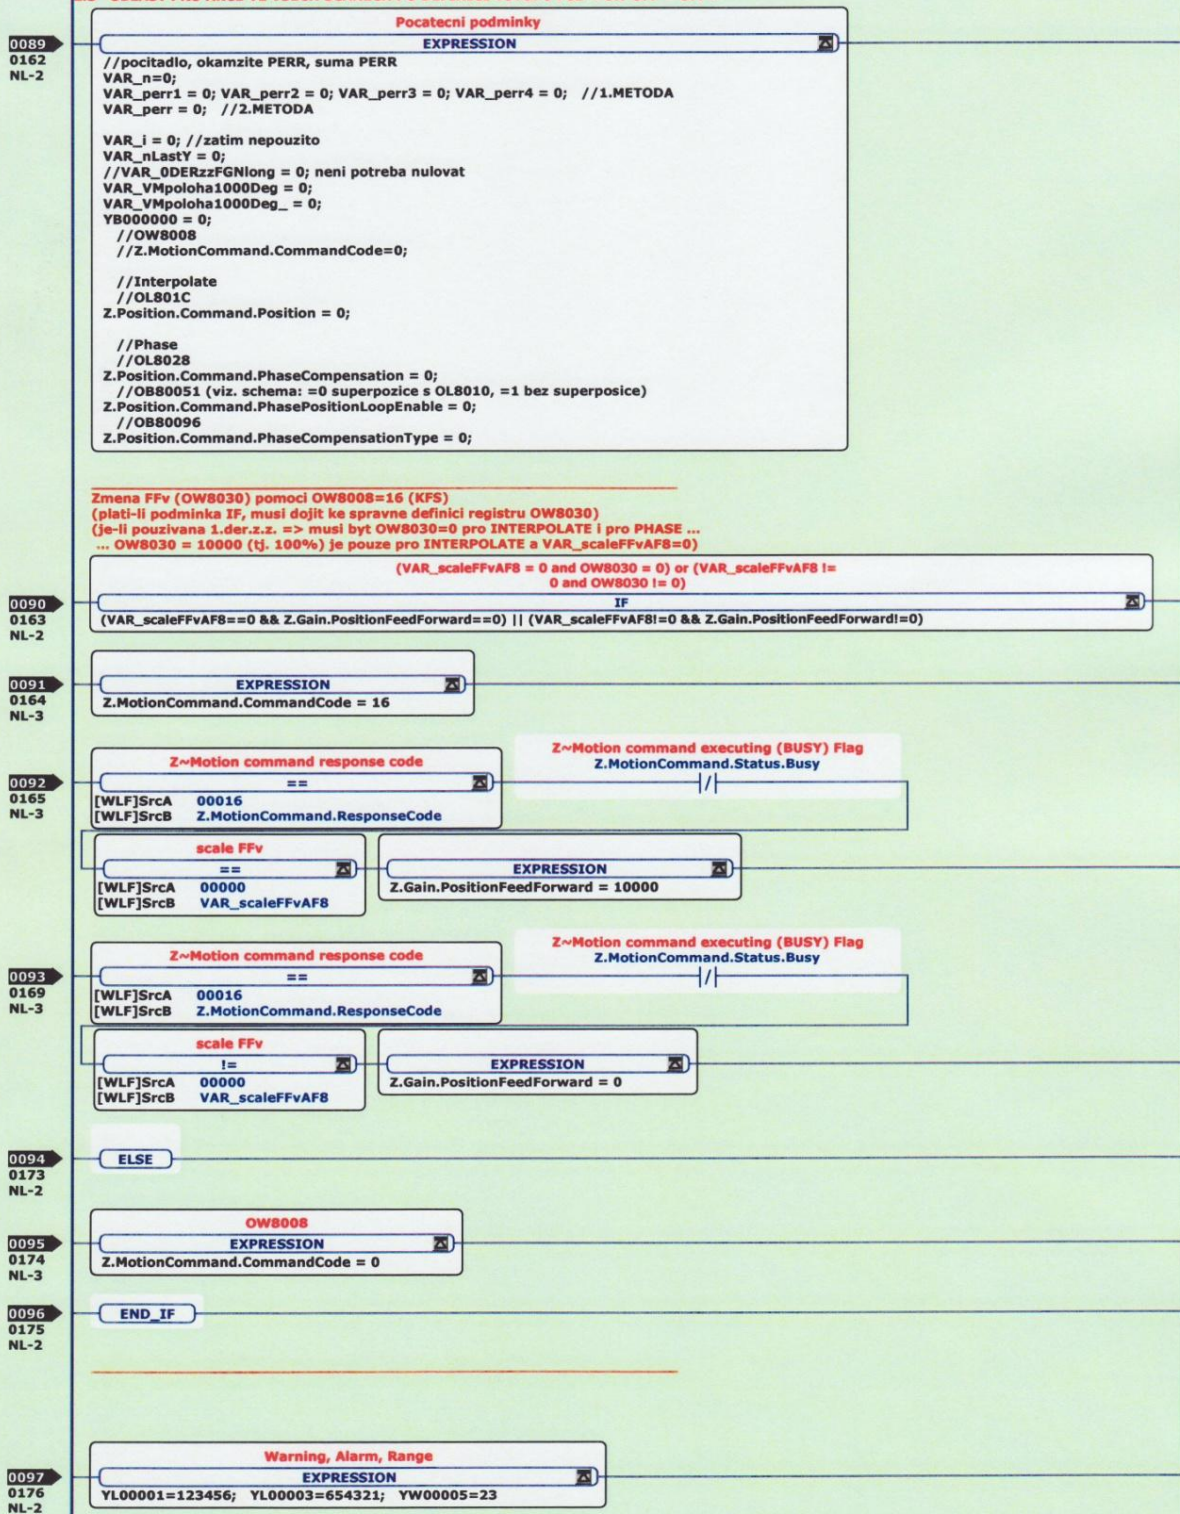 Pocatecni podminky
0089
EXPRESSION
0162
//pocitadlo, okamzite PERR, suma PERR
NL-2
VAR_n=0;
VAR_perr1 = 0; VAR_perr2 = 0; VAR_perr3 = 0; VAR_perr4 = 0;   //1.METODA
VAR_perr = 0;   //2.METODA
VAR_i = 0; //zatim nepouzito
VAR_nLastY = 0;
//VAR_0DERzzFGNlong = 0; neni potreba nulovat
VAR_VMpoloha1000Deg = 0;
VAR_VMpoloha1000Deg_ = 0;
YB000000 = 0;
//OW8008
//Z.MotionCommand.CommandCode=0;
//Interpolate
//OL801C
Z.Position.Command.Position = 0;
//Phase
//OL8028
Z.Position.Command.PhaseCompensation = 0;
//OB80051 (viz. schema: =0 superpozice s OL8010, =1 bez superposice)
Z.Position.Command.PhasePositionLoopEnable = 0;
//OB80096
Z.Position.Command.PhaseCompensationType = 0;
Zmena FFv (OW8030) pomoci OW8008=16 (KFS)
(plati-li podminka IF, musi dojit ke spravne definici registru OW8030)
(je-li pouzivana 1.der.z.z. => musi byt OW8030=0 pro INTERPOLATE i pro PHASE ...
... OW8030 = 10000 (tj. 100%) je pouze pro INTERPOLATE a VAR_scaleFFvAF8=0)
(VAR_scaleFFvAF8 = 0 and OW8030 = 0) or (VAR_scaleFFvAF8 !=
0 and OW8030 != 0)
0090
IF
0163
(VAR_scaleFFvAF8==0 && Z.Gain.PositionFeedForward==0) || (VAR_scaleFFvAF8!=0 && Z.Gain.PositionFeedForward!=0)
NL-2
0091
EXPRESSION
0164
Z.MotionCommand.CommandCode = 16
NL-3
Z~Motion command response code
Z~Motion command executing (BUSY) Flag
Z.MotionCommand.Status.Busy
0092
==
0165
[WLF]SrcA 00016
NL-3
[WLF]SrcB Z.MotionCommand.ResponseCode
scale FFv
== EXPRESSION
[WLF]SrcA 00000 Z.Gain.PositionFeedForward = 10000
[WLF]SrcB VAR_scaleFFvAF8
Z~Motion command response code
Z~Motion command executing (BUSY) Flag
Z.MotionCommand.Status.Busy
0093
==
0169
[WLF]SrcA 00016
NL-3
[WLF]SrcB Z.MotionCommand.ResponseCode
scale FFv
!= EXPRESSION
[WLF]SrcA 00000 Z.Gain.PositionFeedForward = 0
[WLF]SrcB VAR_scaleFFvAF8
0094
ELSE
0173
NL-2
OW8008
0095
EXPRESSION
0174
Z.MotionCommand.CommandCode = 0
NL-3
0096
END_IF
0175
NL-2
Warning, Alarm, Range
0097
EXPRESSION
0176
YL00001=123456;   YL00003=654321;   YW00005=23
NL-2